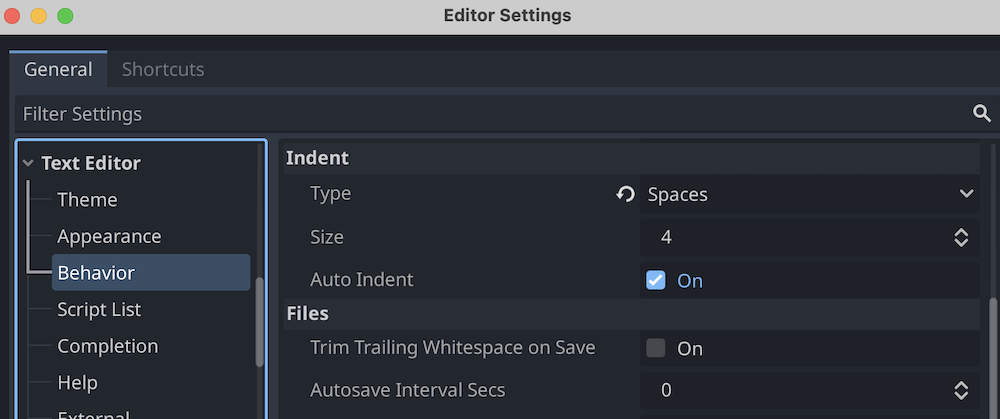 Editor Settings
General Shortcuts
Filter Settings
Text Editor
Theme
Appearance
Behavior
Script List
Completion
Help
External
Indent
Type Spaces
Size 4
Auto Indent On
Files
Trim Trailing Whitespace on Save On
Autosave Interval Secs 0